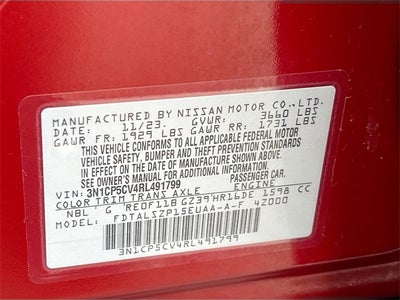 MANUFACTURED BY NISSAN MOTOR CO.,LTD.
DATE: 11/23. GVWR: 3660 LBS
GAWR FR: 1929 LBS GAWR RR: 1731 LBS
THIS VEHICLE CONFORMS TO ALL APPLICABLE FEDERAL MOTOR
VEHICLE SAFETY, BUMPER AND THEFT PREVENTION STANDARDS
IN EFFECT ON THE DATE OF MANUFACTURE SHOWN ABOVE.
SEE OWNER'S MANUAL FOR MORE INFORMATION. PASSENGER CAR
VIN: 3N1CP5CV4RL491799
COLOR TRIM TRANS AXLE ENGINE
NBL G RE0F11B GZ39 HR16DE 1598 CC
MODEL: FDTALSZP15EUAA-A-F 4Z000
3N1CP5CV4RL491799